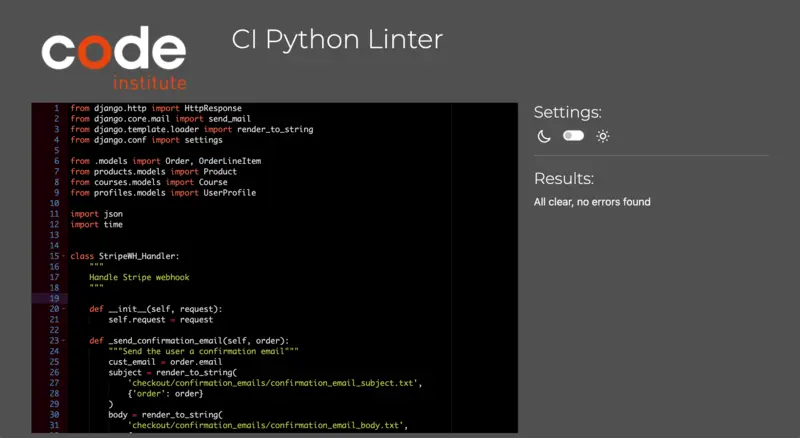 code
institute
CI Python Linter
1 from django.http import HttpResponse
2 from django.core.mail import send_mail
3 from django.template.loader import render_to_string
4 from django.conf import settings
5
6 from .models import Order, OrderLineItem
7 from products.models import Product
8 from courses.models import Course
9 from profiles.models import UserProfile
10
11 import json
12 import time
13
14
15 class StripeWH_Handler:
16 """
17 Handle Stripe webhook
18 """
19
20 def __init__(self, request):
21 self.request = request
22
23 def _send_confirmation_email(self, order):
24 """Send the user a confirmation email"""
25 cust_email = order.email
26 subject = render_to_string(
27 'checkout/confirmation_emails/confirmation_email_subject.txt',
28 {'order': order}
29 )
30 body = render_to_string(
31 'checkout/confirmation_emails/confirmation_email_body.txt',
Settings:
Results:
All clear, no errors found